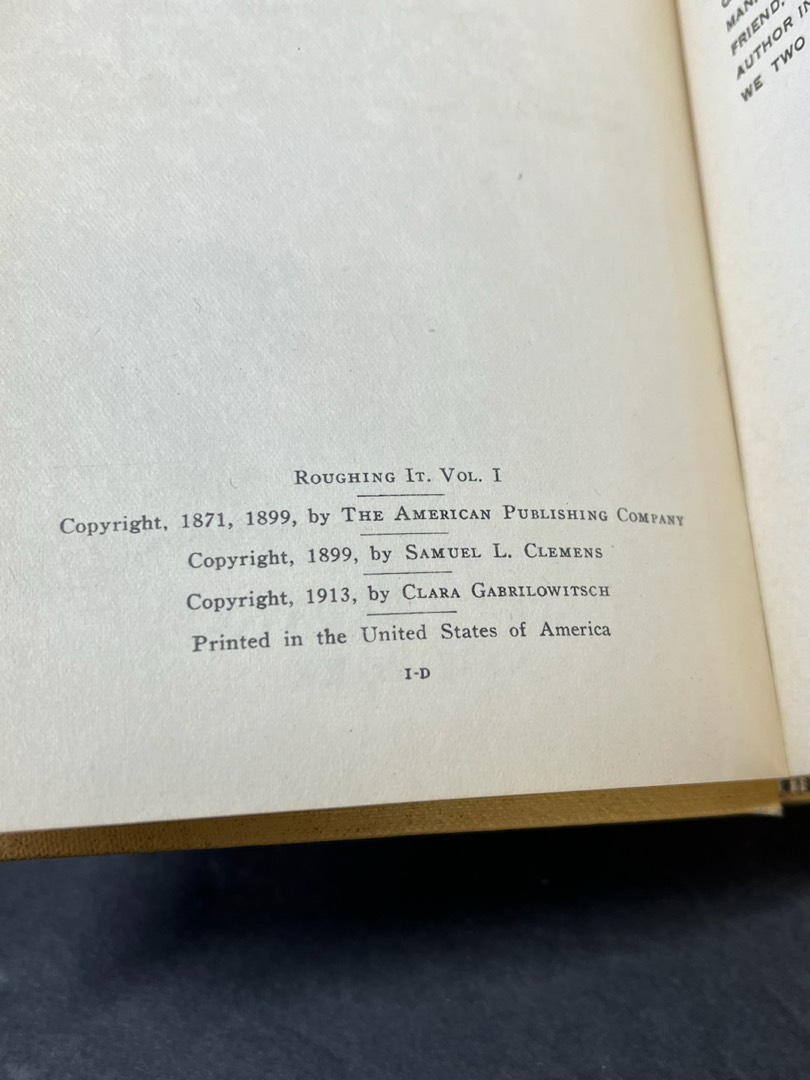 Roughing It. Vol. I
Copyright, 1871, 1899, by The American Publishing Company
Copyright, 1899, by Samuel L. Clemens
Copyright, 1913, by Clara Gabrilowitsch
Printed in the United States of America
I-D
FRIEND.
AUTHOR
WE TWO